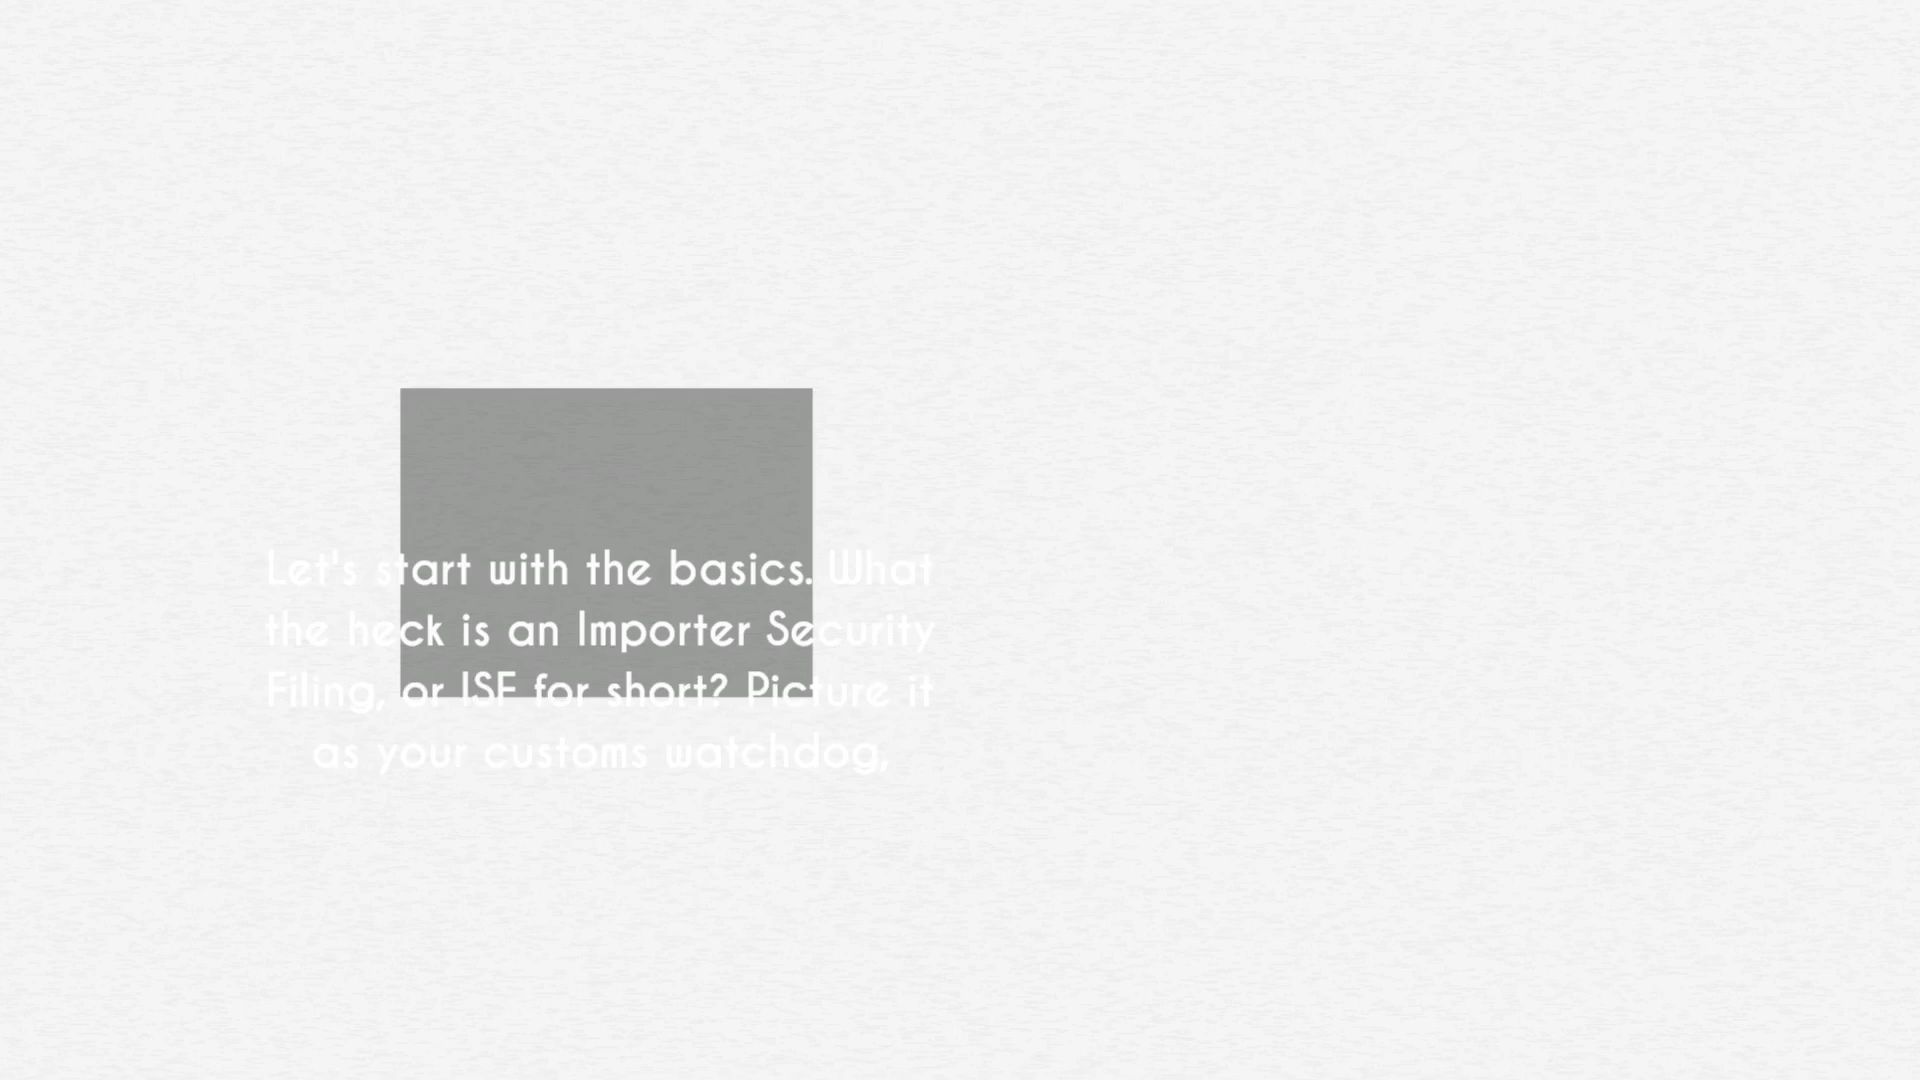 Let's start with the basics. What
the heck is an Importer Security
Filing, or ISF for short? Picture it
as your customs watchdog,